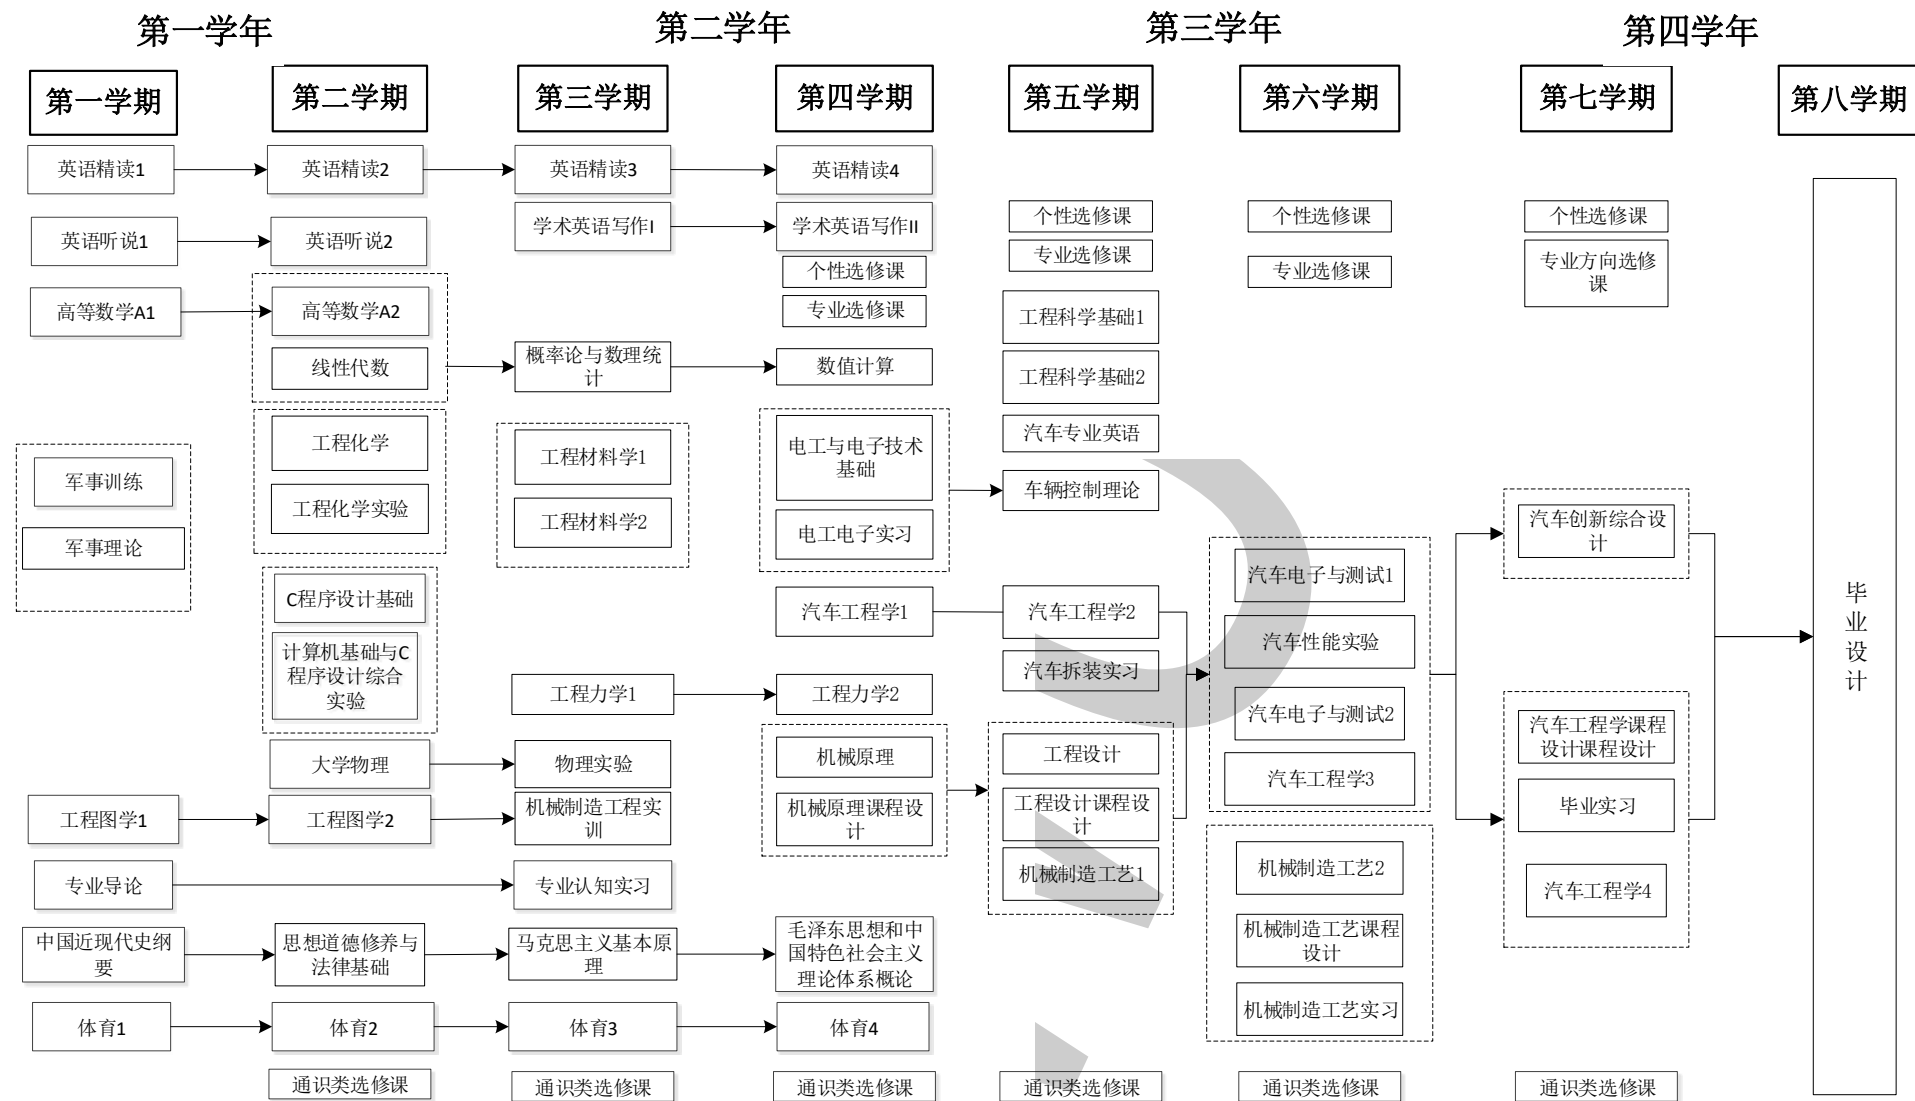 第一学年
第二学年
第三学年
第四学年
第一学期
第二学期
第三学期
第四学期
第五学期
第六学期
第七学期
第八学期
英语精读1
英语精读2
英语精读3
英语精读4
英语听说1
英语听说2
学术英语写作I
学术英语写作II
个性选修课
个性选修课
个性选修课
个性选修课
专业选修课
专业选修课
专业选修课
专业方向选修
课
高等数学A1
高等数学A2
线性代数
概率论与数理统
计
数值计算
工程科学基础1
工程科学基础2
汽车专业英语
军事训练
军事理论
工程化学
工程化学实验
工程材料学1
工程材料学2
电工与电子技术
基础
电工电子实习
车辆控制理论
汽车创新综合设
计
C程序设计基础
计算机基础与C
程序设计综合
实验
汽车工程学1
汽车工程学2
汽车拆装实习
汽车电子与测试1
汽车性能实验
汽车电子与测试2
汽车工程学3
工程力学1
工程力学2
大学物理
物理实验
机械原理
机械原理课程设
计
工程设计
工程设计课程设
计
机械制造工艺1
汽车工程学课程
设计课程设计
毕业实习
汽车工程学4
工程图学1
工程图学2
机械制造工程实
训
专业导论
专业认知实习
机械制造工艺2
机械制造工艺课程
设计
机械制造工艺实习
中国近现代史纲
要
思想道德修养与
法律基础
马克思主义基本原
理
毛泽东思想和中
国特色社会主义
理论体系概论
体育1
体育2
体育3
体育4
通识类选修课
通识类选修课
通识类选修课
通识类选修课
通识类选修课
通识类选修课
毕
业
设
计